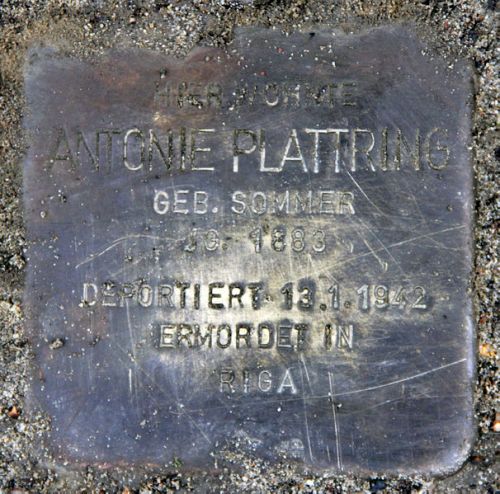 HIER WOHNTE
ANTONIE PLATTRING
GEB. SOMMER
JG. 1883
DEPORTIERT 13.1.1942
ERMORDET IN
RIGA